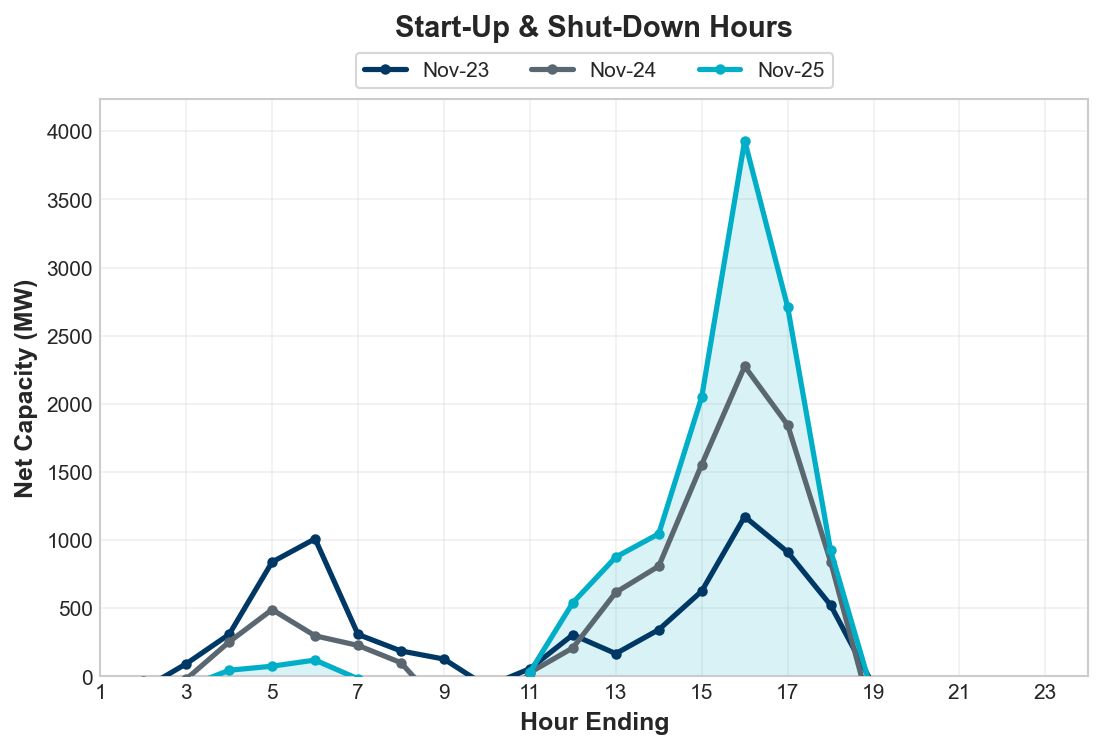 Start-Up & Shut-Down Hours
Nov-23 Nov-24 Nov-25
4000
3500
3000
2500
2000
1500
1000
500
0
Net Capacity (MW)
1 3 5 7 9 11 13 15 17 19 21 23
Hour Ending